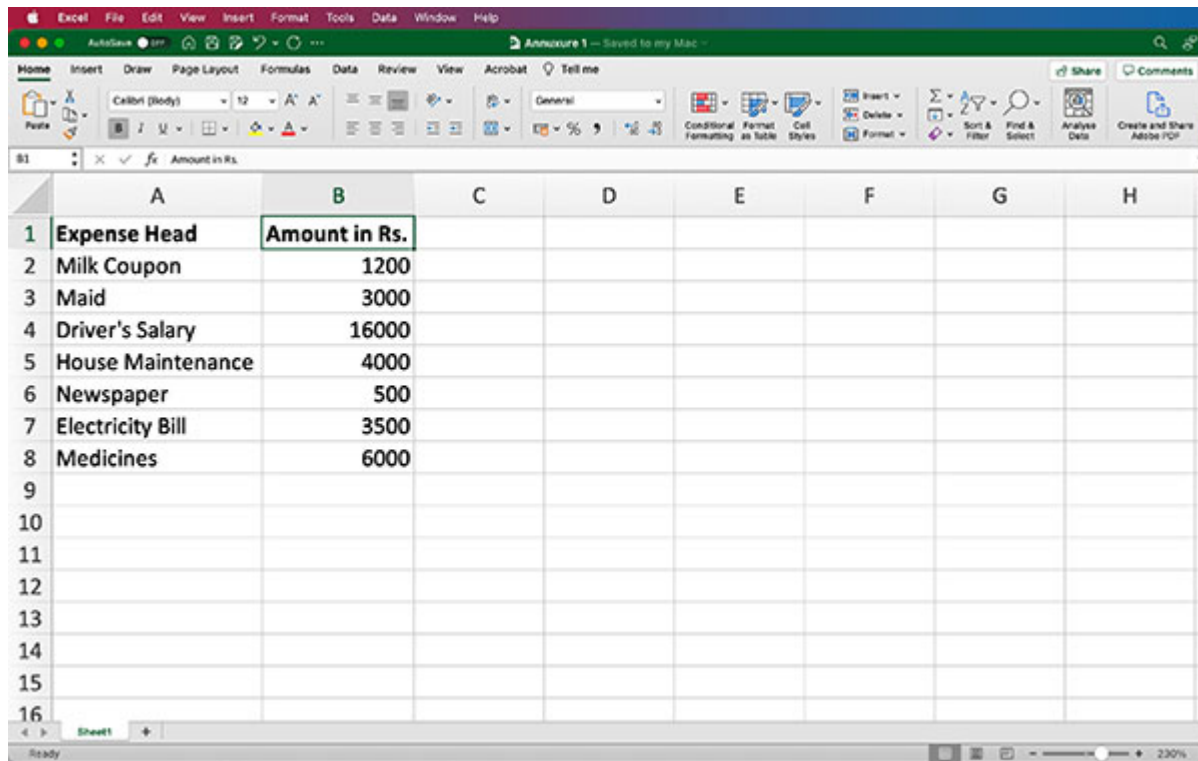 Excel File Edit View Insert Format Tools Data Window Help
AutoSave OFF ... Annuxure 1 — Saved to my Mac
Home Insert Draw Page Layout Formulas Data Review View Acrobat Tell me Share Comments
Paste Calibri (Body) 12 A A General Conditional Formatting Format as Table Cell Styles Insert Delete Format Sort & Filter Find & Select Analyse Data Create and Share Adobe PDF
B I U A % 
B1 fx Amount in Rs.
A B C D E F G H
1 Expense Head Amount in Rs.
2 Milk Coupon 1200
3 Maid 3000
4 Driver's Salary 16000
5 House Maintenance 4000
6 Newspaper 500
7 Electricity Bill 3500
8 Medicines 6000
9
10
11
12
13
14
15
16
Sheet1 +
Ready 230%